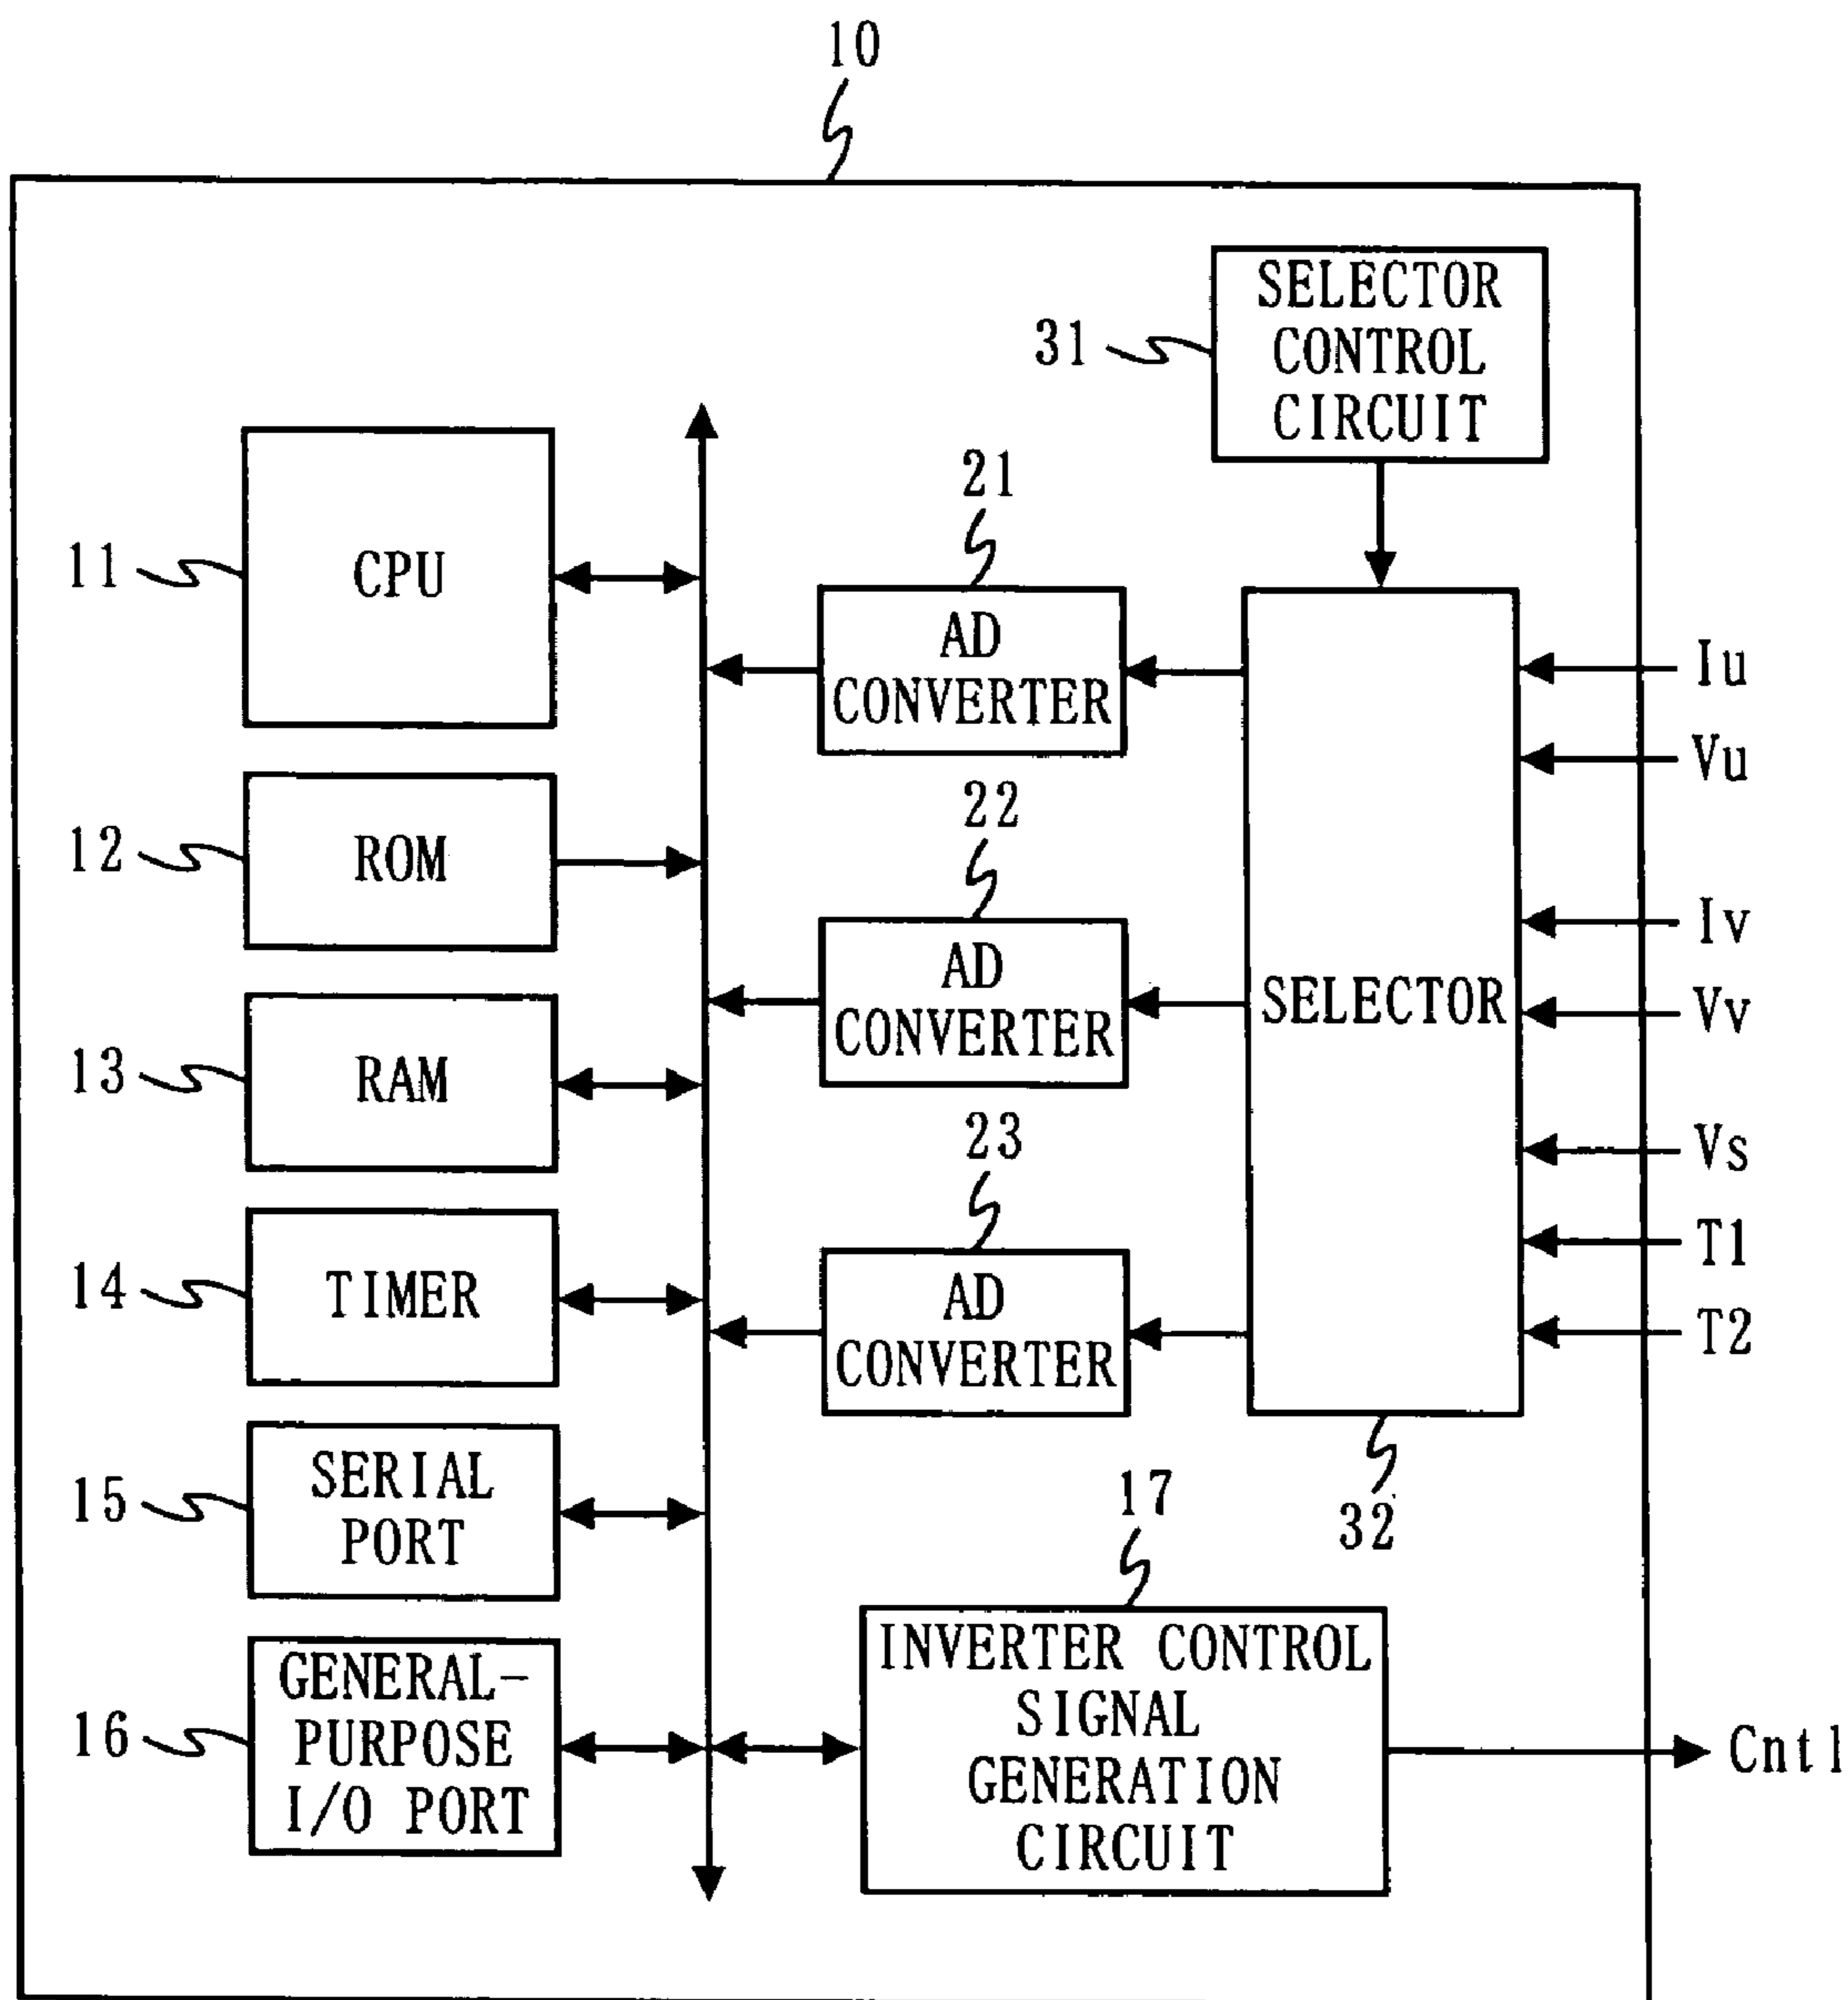 10
SELECTOR
CONTROL
CIRCUIT
31
21
11
CPU
AD
CONVERTER
Iu
Vu
22
12
ROM
AD
CONVERTER
Iv
SELECTOR
Vv
13
RAM
23
Vs
T1
14
TIMER
AD
CONVERTER
T2
15
SERIAL
PORT
17
32
16
GENERAL-
PURPOSE
I/O PORT
INVERTER CONTROL
SIGNAL
GENERATION
CIRCUIT
Cntl